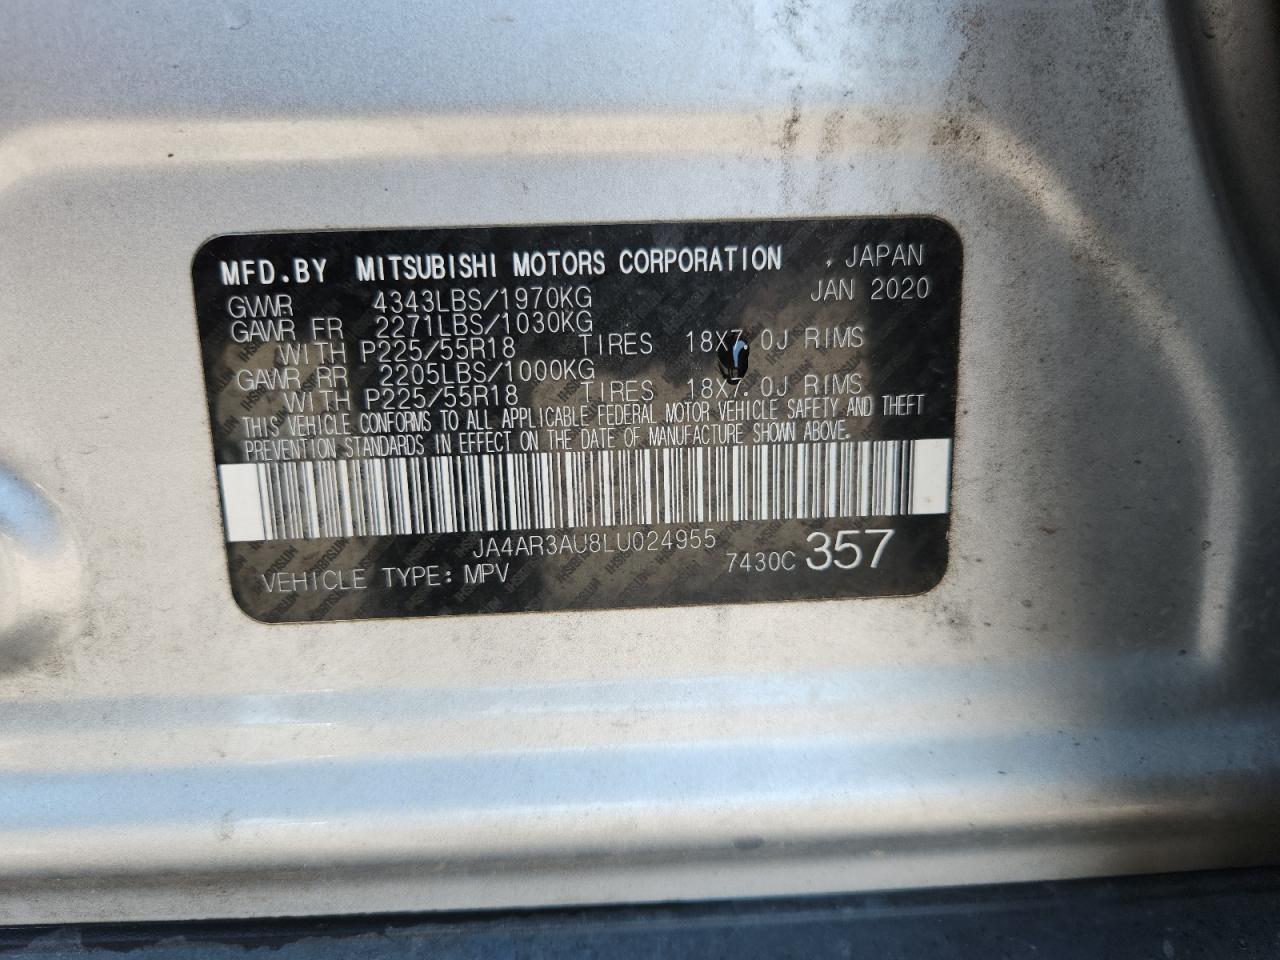 MFD.BY MITSUBISHI MOTORS CORPORATION , JAPAN
GVWR 4343LBS/1970KG JAN 2020
GAWR FR 2271LBS/1030KG
WITH P225/55R18 TIRES 18X7.0J RIMS
GAWR RR 2205LBS/1000KG
WITH P225/55R18 TIRES 18X7.0J RIMS
THIS VEHICLE CONFORMS TO ALL APPLICABLE FEDERAL MOTOR VEHICLE SAFETY AND THEFT
PREVENTION STANDARDS IN EFFECT ON THE DATE OF MANUFACTURE SHOWN ABOVE.
JA4AR3AU8LU024955
VEHICLE TYPE: MPV 7430C 357